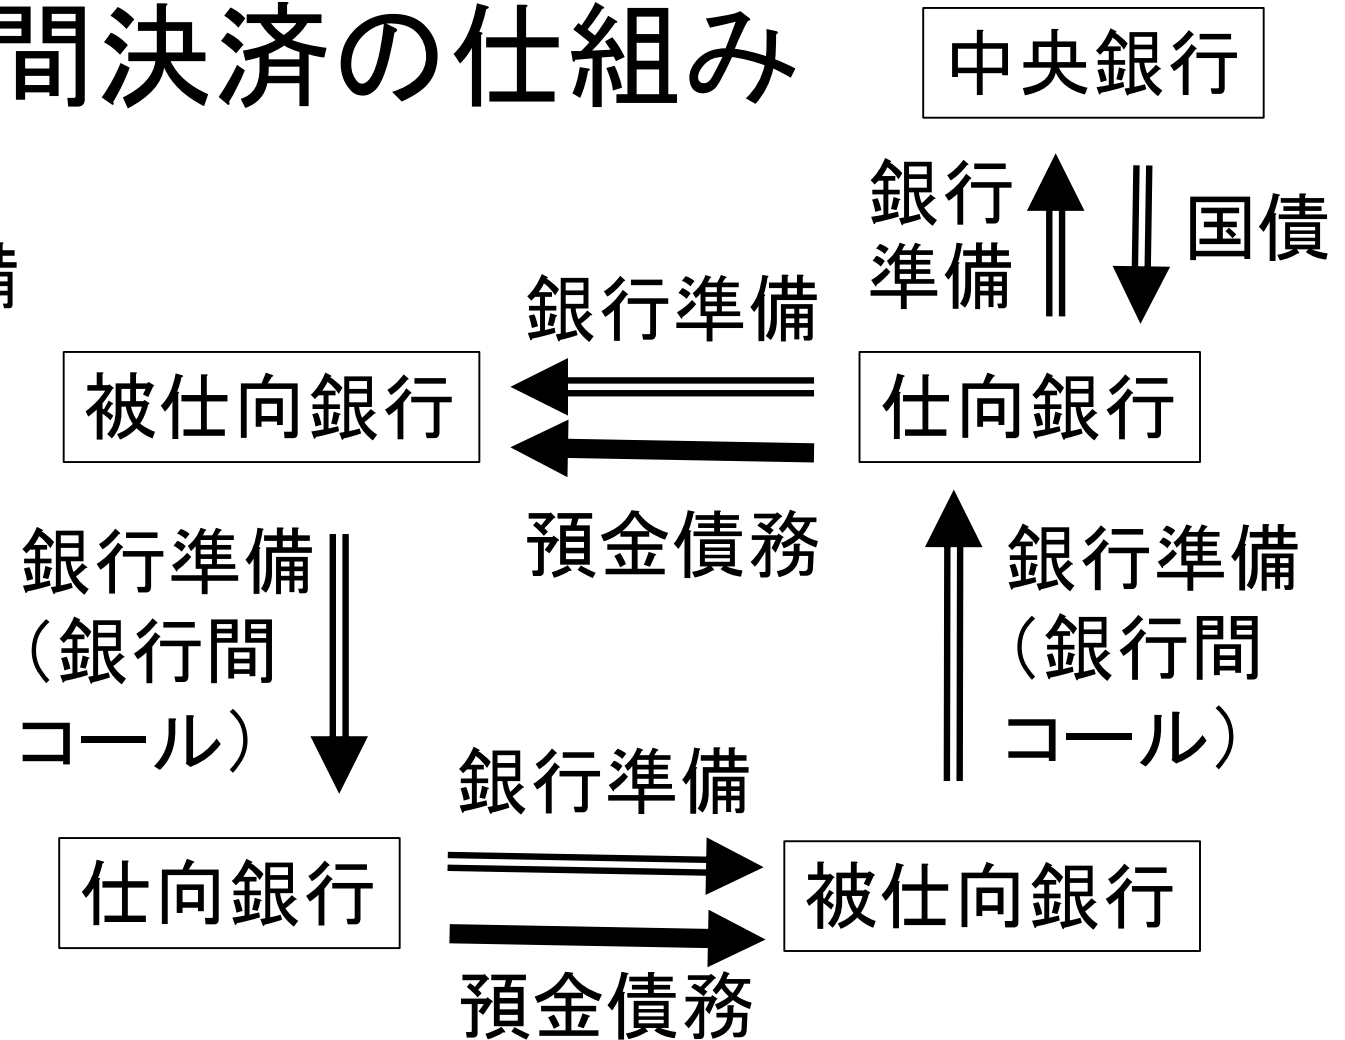 間決済の仕組み
中央銀行
銀行
準備
国債
備
銀行準備
被仕向銀行
仕向銀行
預金債務
銀行準備
（銀行間
コール）
銀行準備
（銀行間
コール）
銀行準備
仕向銀行
被仕向銀行
預金債務